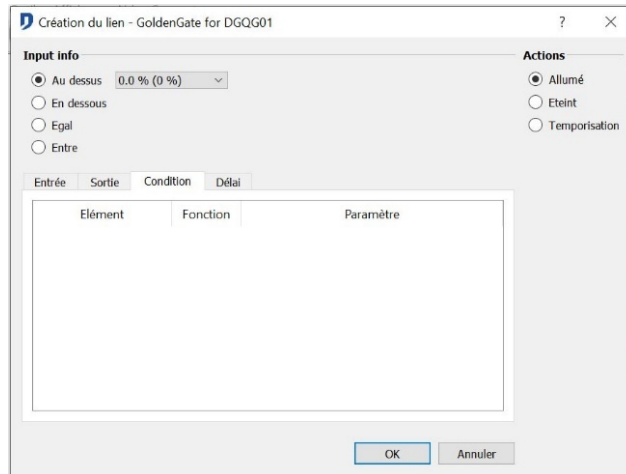 Création du lien - GoldenGate for DGQG01
Input info
Au dessus 0.0 % (0 %)
En dessous
Egal
Entre
Actions
Allumé
Eteint
Temporisation
Entrée Sortie Condition Délai
Elément Fonction Paramètre
OK Annuler